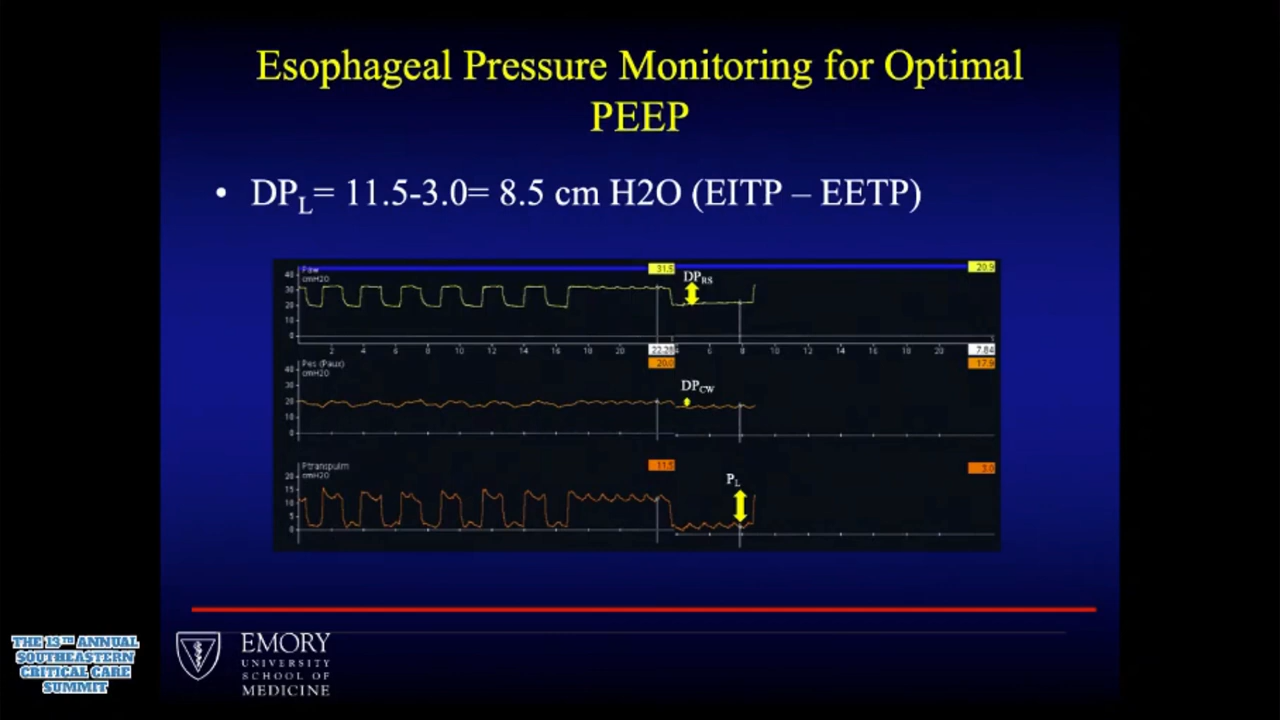 Esophageal Pressure Monitoring for Optimal
PEEP
• DPL= 11.5-3.0= 8.5 cm H2O (EITP – EETP)
Paw
cmH2O
31.5
20.9
DPRS
40
30
20
10
0
2 4 6 8 10 12 14 16 18 20 22.28 4 6 8 10 12 14 16 18 20 7.84
Pes (Paux)
cmH2O
20.0
17.9
DPCW
40
30
20
10
0
Ptranspulm
cmH2O
11.5
3.0
PL
20
15
10
5
0
THE 13TH ANNUAL
SOUTHEASTERN
CRITICAL CARE
SUMMIT
EMORY
UNIVERSITY
SCHOOL OF
MEDICINE